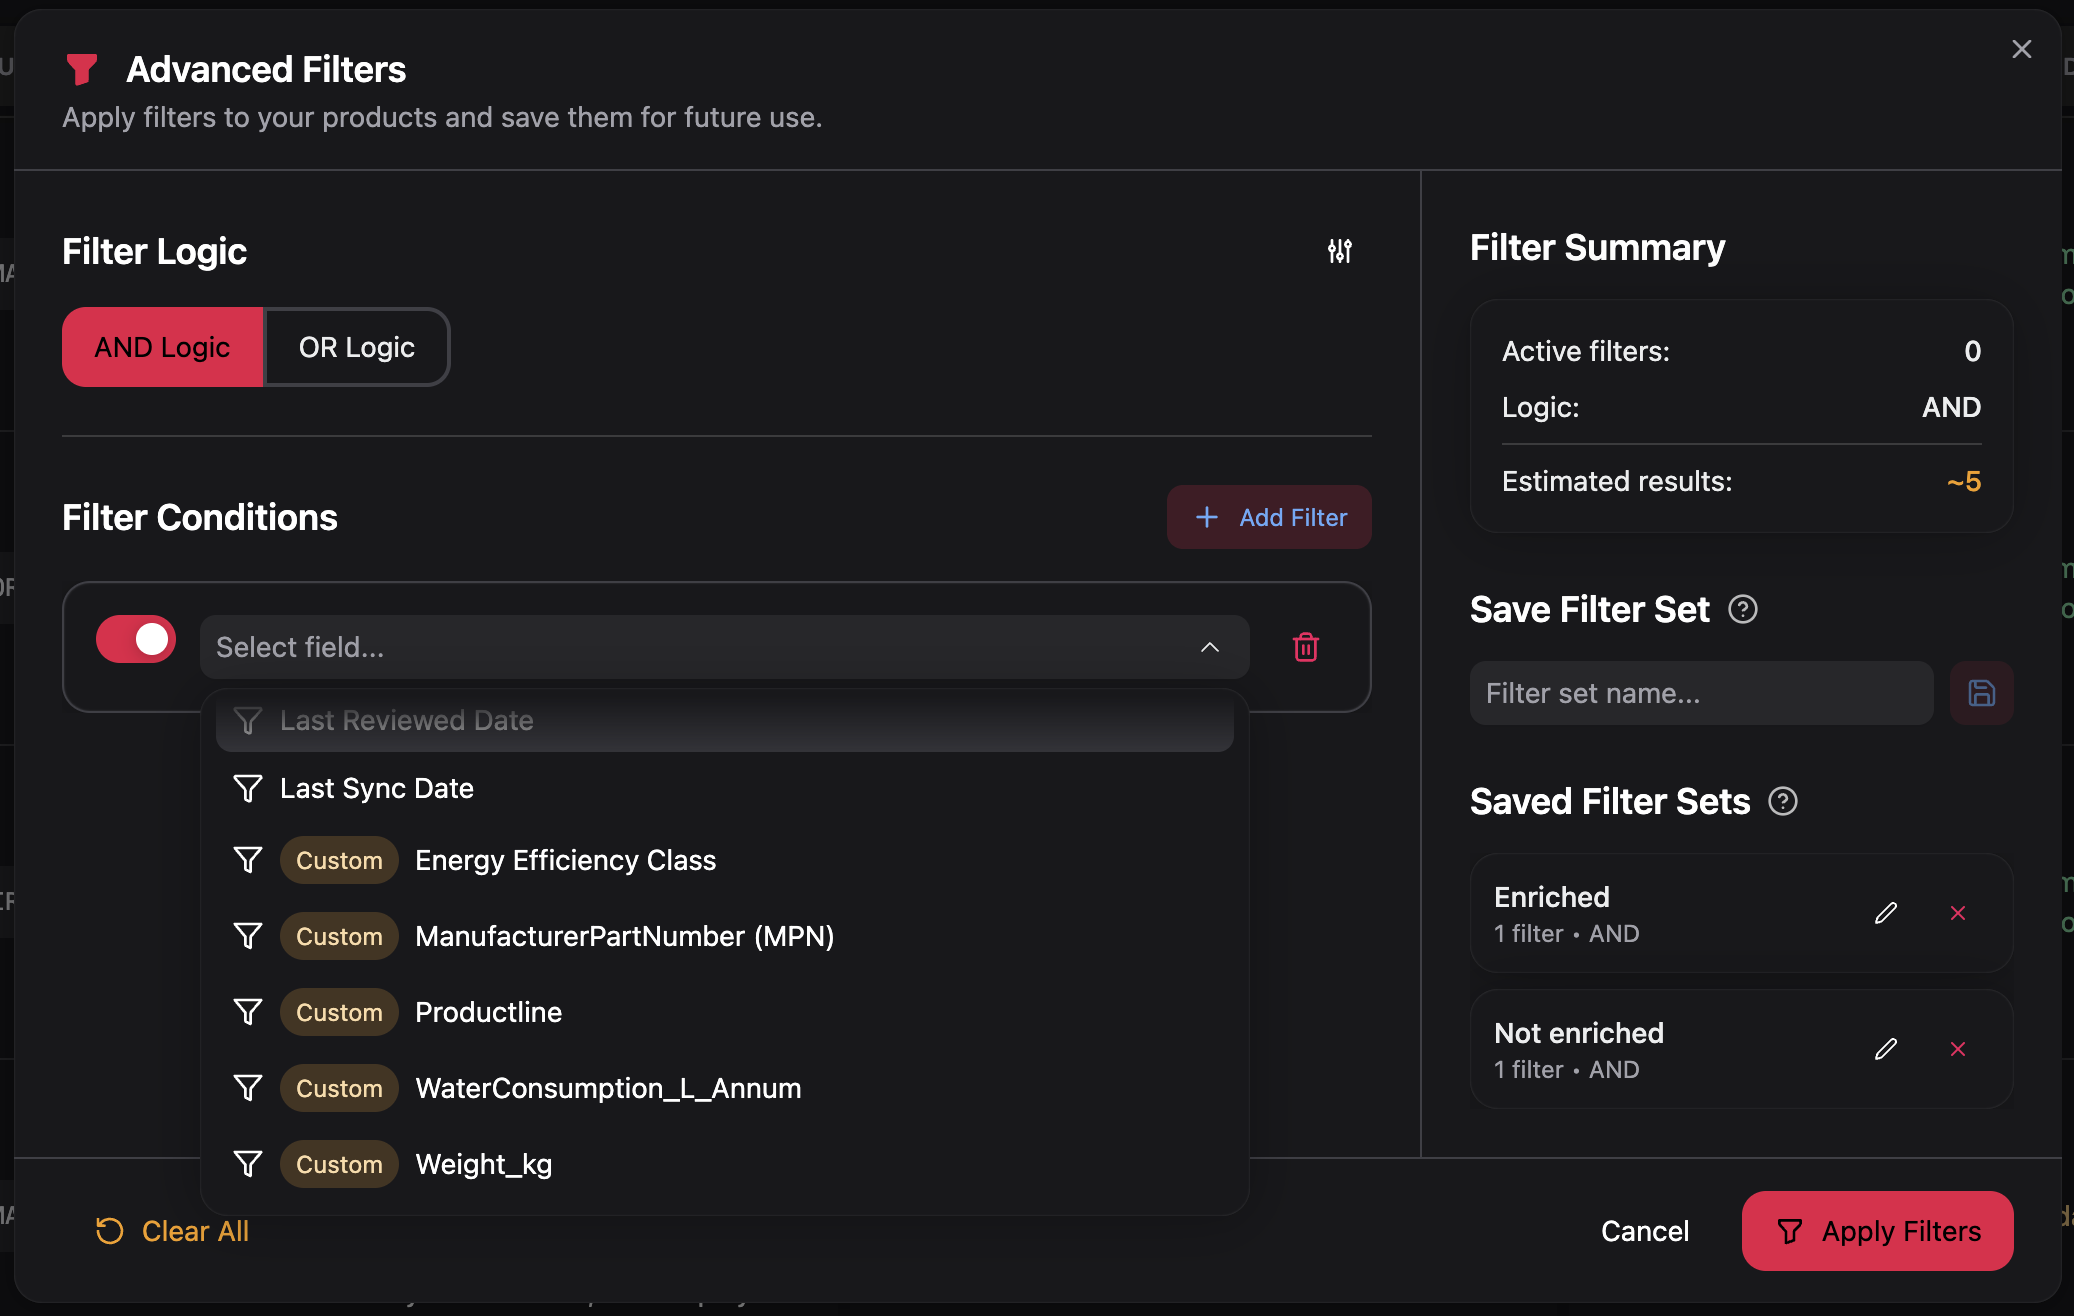 Advanced Filters
Apply filters to your products and save them for future use.
Filter Logic
AND Logic
OR Logic
Filter Conditions
Add Filter
Select field...
Last Reviewed Date
Last Sync Date
Custom Energy Efficiency Class
Custom ManufacturerPartNumber (MPN)
Custom Productline
Custom WaterConsumption_L_Annum
Custom Weight_kg
Filter Summary
Active filters: 0
Logic: AND
Estimated results: ~5
Save Filter Set
Filter set name...
Saved Filter Sets
Enriched
1 filter • AND
Not enriched
1 filter • AND
Clear All
Cancel
Apply Filters